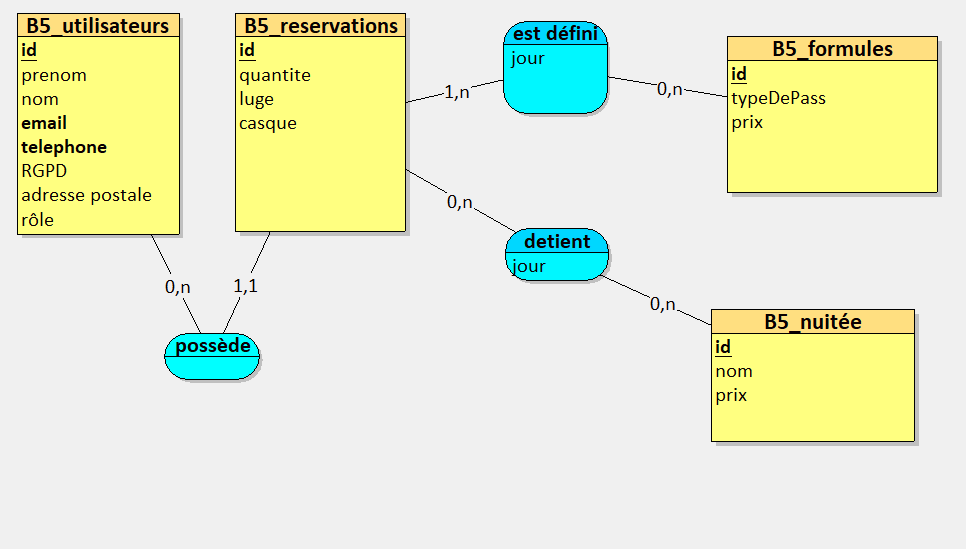 B5_utilisateurs
id
prenom
nom
email
telephone
RGPD
adresse postale
rôle
B5_reservations
id
quantite
luge
casque
est défini
jour
B5_formules
id
typeDePass
prix
1,n
0,n
0,n
detient
jour
0,n
0,n
1,1
possède
B5_nuitée
id
nom
prix